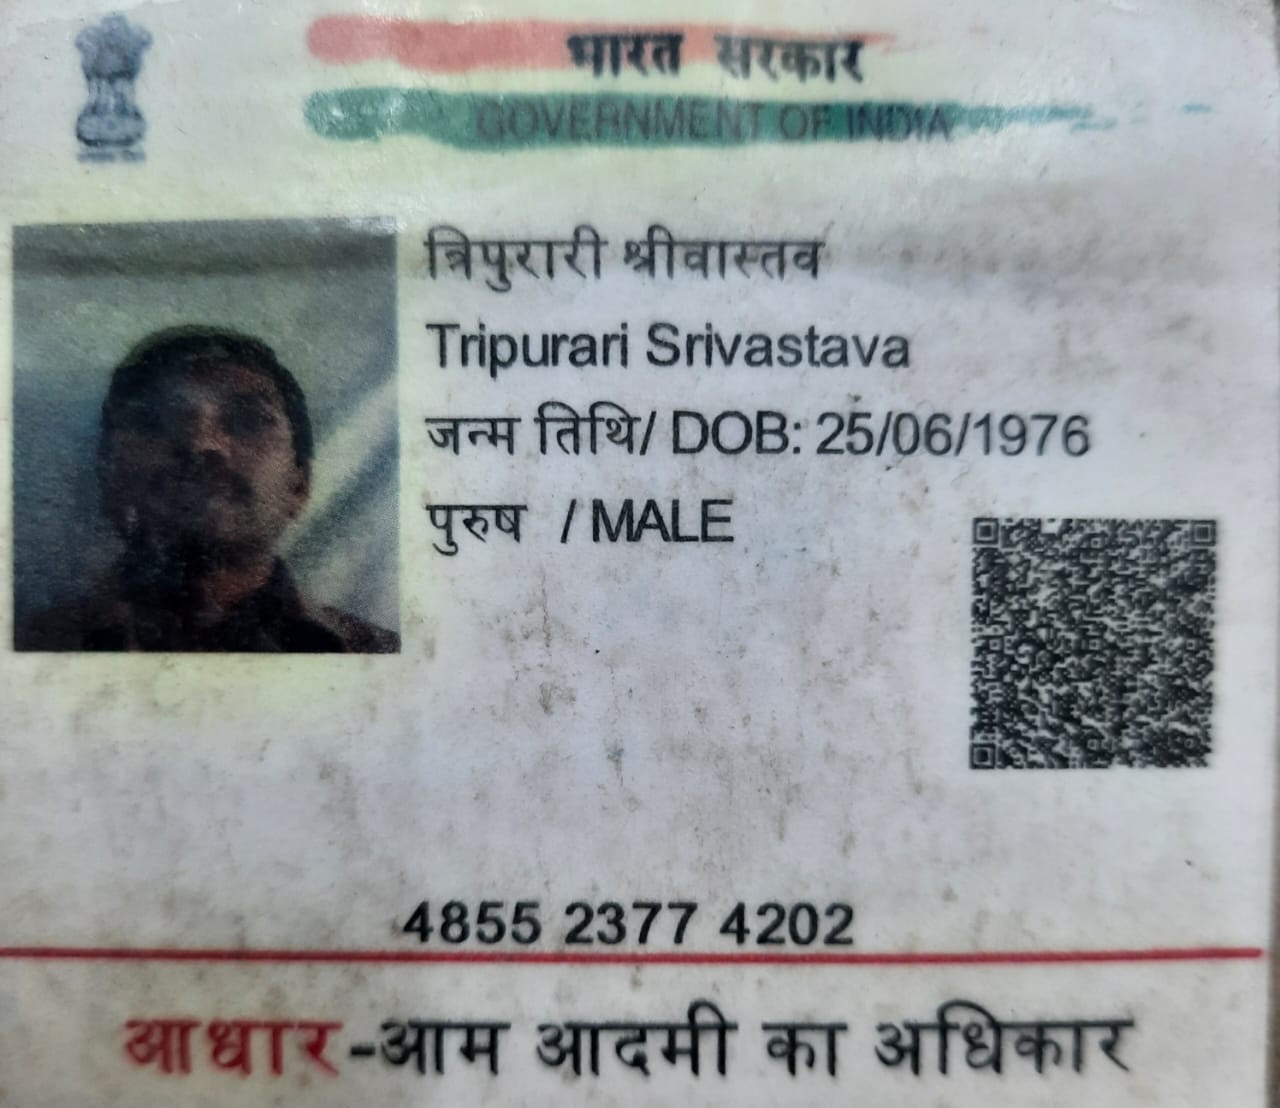 भारत सरकार
GOVERNMENT OF INDIA
त्रिपुरारी श्रीवास्तव
Tripurari Srivastava
जन्म तिथि/ DOB: 25/06/1976
पुरुष / MALE
4855 2377 4202
आधार-आम आदमी का अधिकार